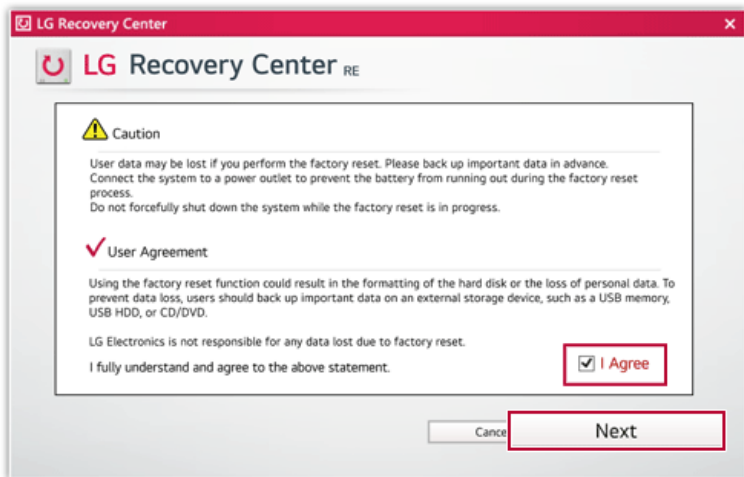 LG Recovery Center
LG Recovery Center RE
Caution
User data may be lost if you perform the factory reset. Please back up important data in advance.
Connect the system to a power outlet to prevent the battery from running out during the factory reset
process.
Do not forcefully shut down the system while the factory reset is in progress.
User Agreement
Using the factory reset function could result in the formatting of the hard disk or the loss of personal data. To
prevent data loss, users should back up important data on an external storage device, such as a USB memory,
USB HDD, or CD/DVD.
LG Electronics is not responsible for any data lost due to factory reset.
I fully understand and agree to the above statement.
I Agree
Cance
Next